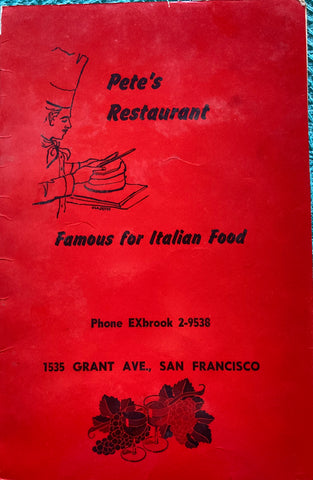 Pete's
Restaurant
Famous for Italian Food
Phone EXbrook 2-9538
1535 GRANT AVE., SAN FRANCISCO